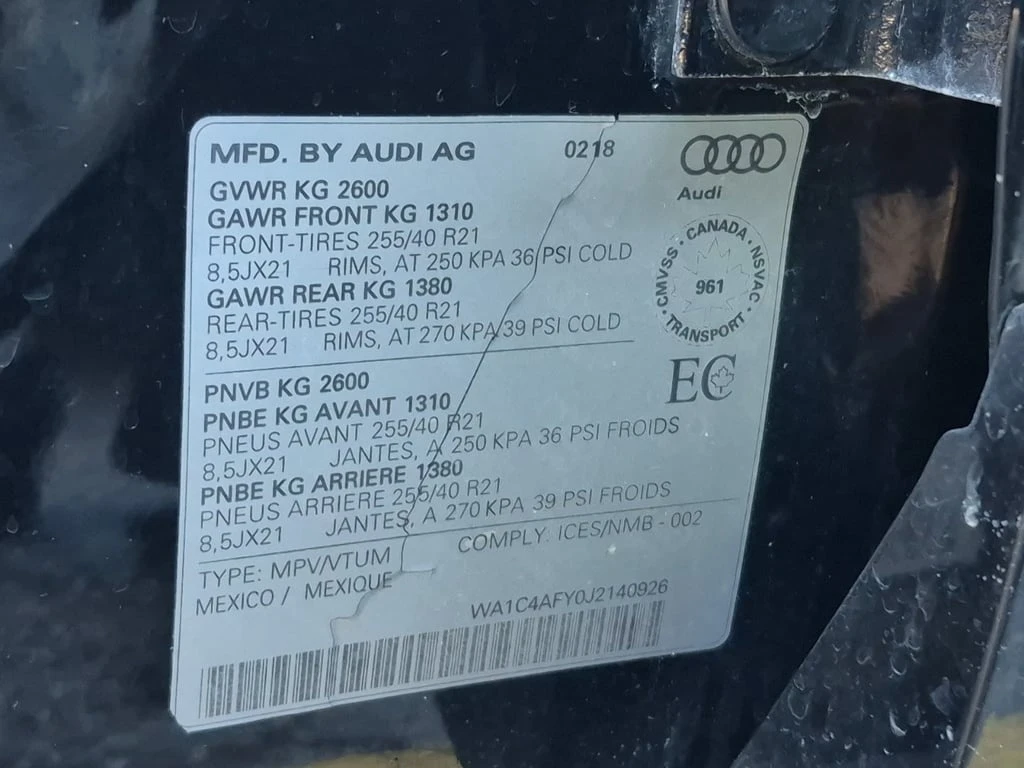 MFD. BY AUDI AG 0218
Audi
GVWR KG 2600
GAWR FRONT KG 1310
FRONT-TIRES 255/40 R21
8,5JX21 RIMS, AT 250 KPA 36 PSI COLD
GAWR REAR KG 1380
REAR-TIRES 255/40 R21
8,5JX21 RIMS, AT 270 KPA/39 PSI COLD
CMVSS · CANADA · NSVAC · TRANSPORT ·
961
EC
PNVB KG 2600
PNBE KG AVANT 1310
PNEUS AVANT 255/40 R21
8,5JX21 JANTES, A 250 KPA 36 PSI FROIDS
PNBE KG ARRIERE 1380
PNEUS ARRIERE 255/40 R21
8,5JX21 JANTES, A 270 KPA 39 PSI FROIDS
TYPE: MPV/VTUM COMPLY. ICES/NMB - 002
MEXICO / MEXIQUE
WA1C4AFY0J2140926